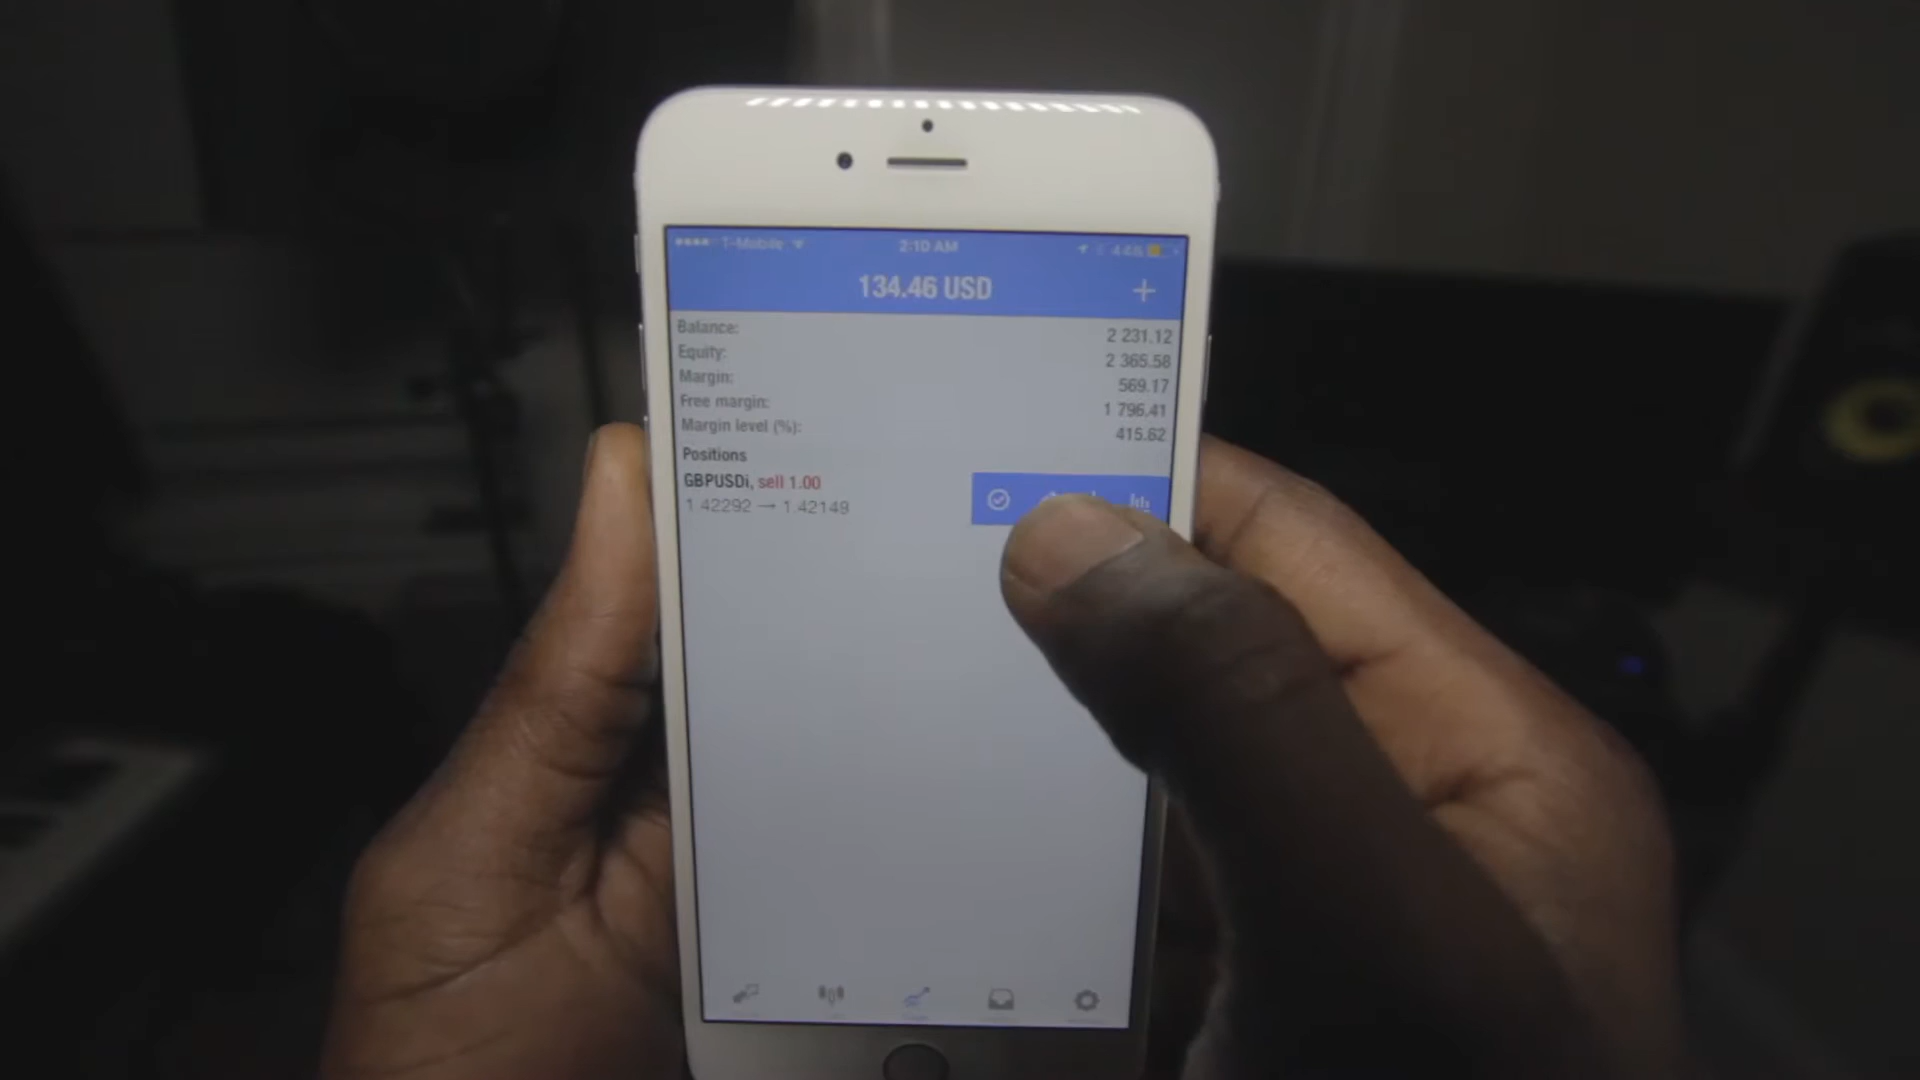 T-Mobile 2:10 AM
134.46 USD +
Balance: 2 231.12
Equity: 2 365.58
Margin: 569.17
Free margin: 1 796.41
Margin level (%): 415.62
Positions
GBPUSDi, sell 1.00
1.42292 → 1.42149